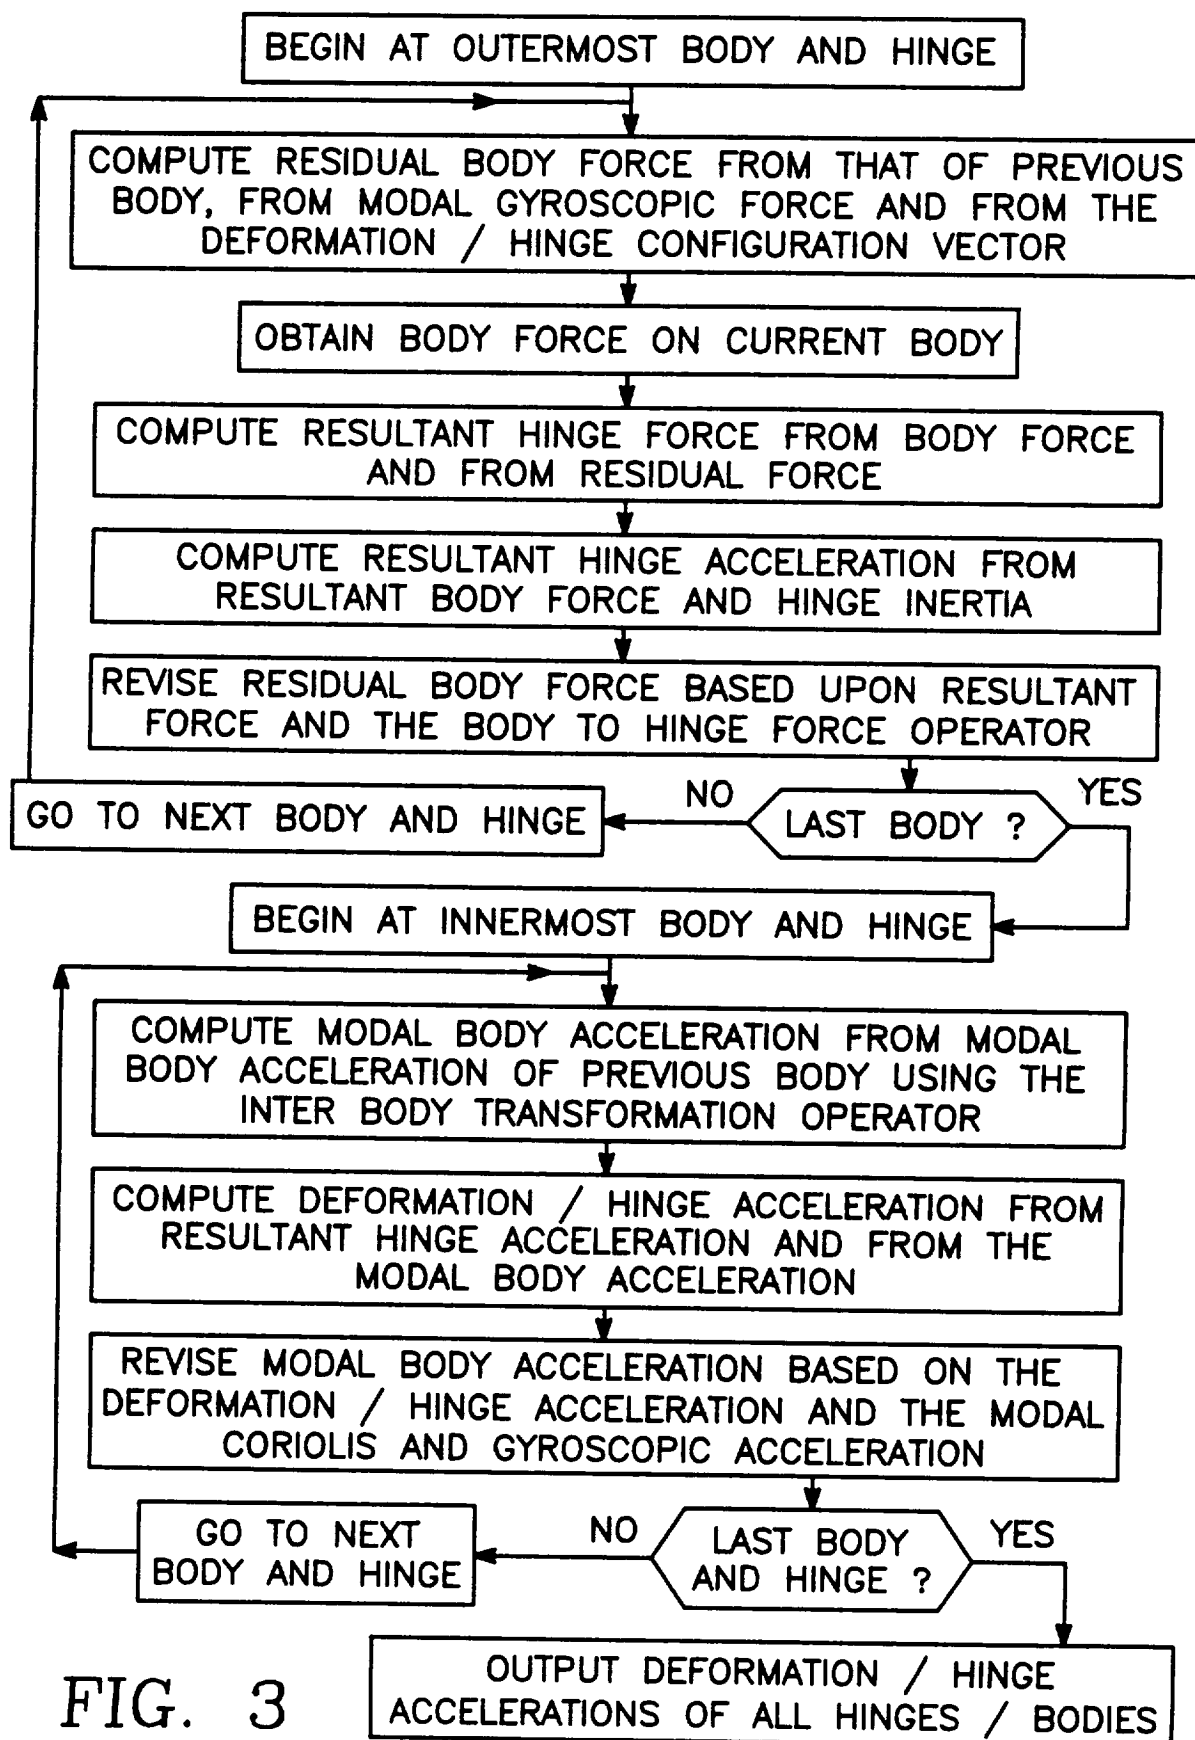 BEGIN AT OUTERMOST BODY AND HINGE
COMPUTE RESIDUAL BODY FORCE FROM THAT OF PREVIOUS
BODY, FROM MODAL GYROSCOPIC FORCE AND FROM THE
DEFORMATION / HINGE CONFIGURATION VECTOR
OBTAIN BODY FORCE ON CURRENT BODY
COMPUTE RESULTANT HINGE FORCE FROM BODY FORCE
AND FROM RESIDUAL FORCE
COMPUTE RESULTANT HINGE ACCELERATION FROM
RESULTANT BODY FORCE AND HINGE INERTIA
REVISE RESIDUAL BODY FORCE BASED UPON RESULTANT
FORCE AND THE BODY TO HINGE FORCE OPERATOR
GO TO NEXT BODY AND HINGE
NO
LAST BODY ?
YES
BEGIN AT INNERMOST BODY AND HINGE
COMPUTE MODAL BODY ACCELERATION FROM MODAL
BODY ACCELERATION OF PREVIOUS BODY USING THE
INTER BODY TRANSFORMATION OPERATOR
COMPUTE DEFORMATION / HINGE ACCELERATION FROM
RESULTANT HINGE ACCELERATION AND FROM THE
MODAL BODY ACCELERATION
REVISE MODAL BODY ACCELERATION BASED ON THE
DEFORMATION / HINGE ACCELERATION AND THE MODAL
CORIOLIS AND GYROSCOPIC ACCELERATION
GO TO NEXT
BODY AND HINGE
NO
LAST BODY
AND HINGE ?
YES
OUTPUT DEFORMATION / HINGE
ACCELERATIONS OF ALL HINGES / BODIES
FIG. 3